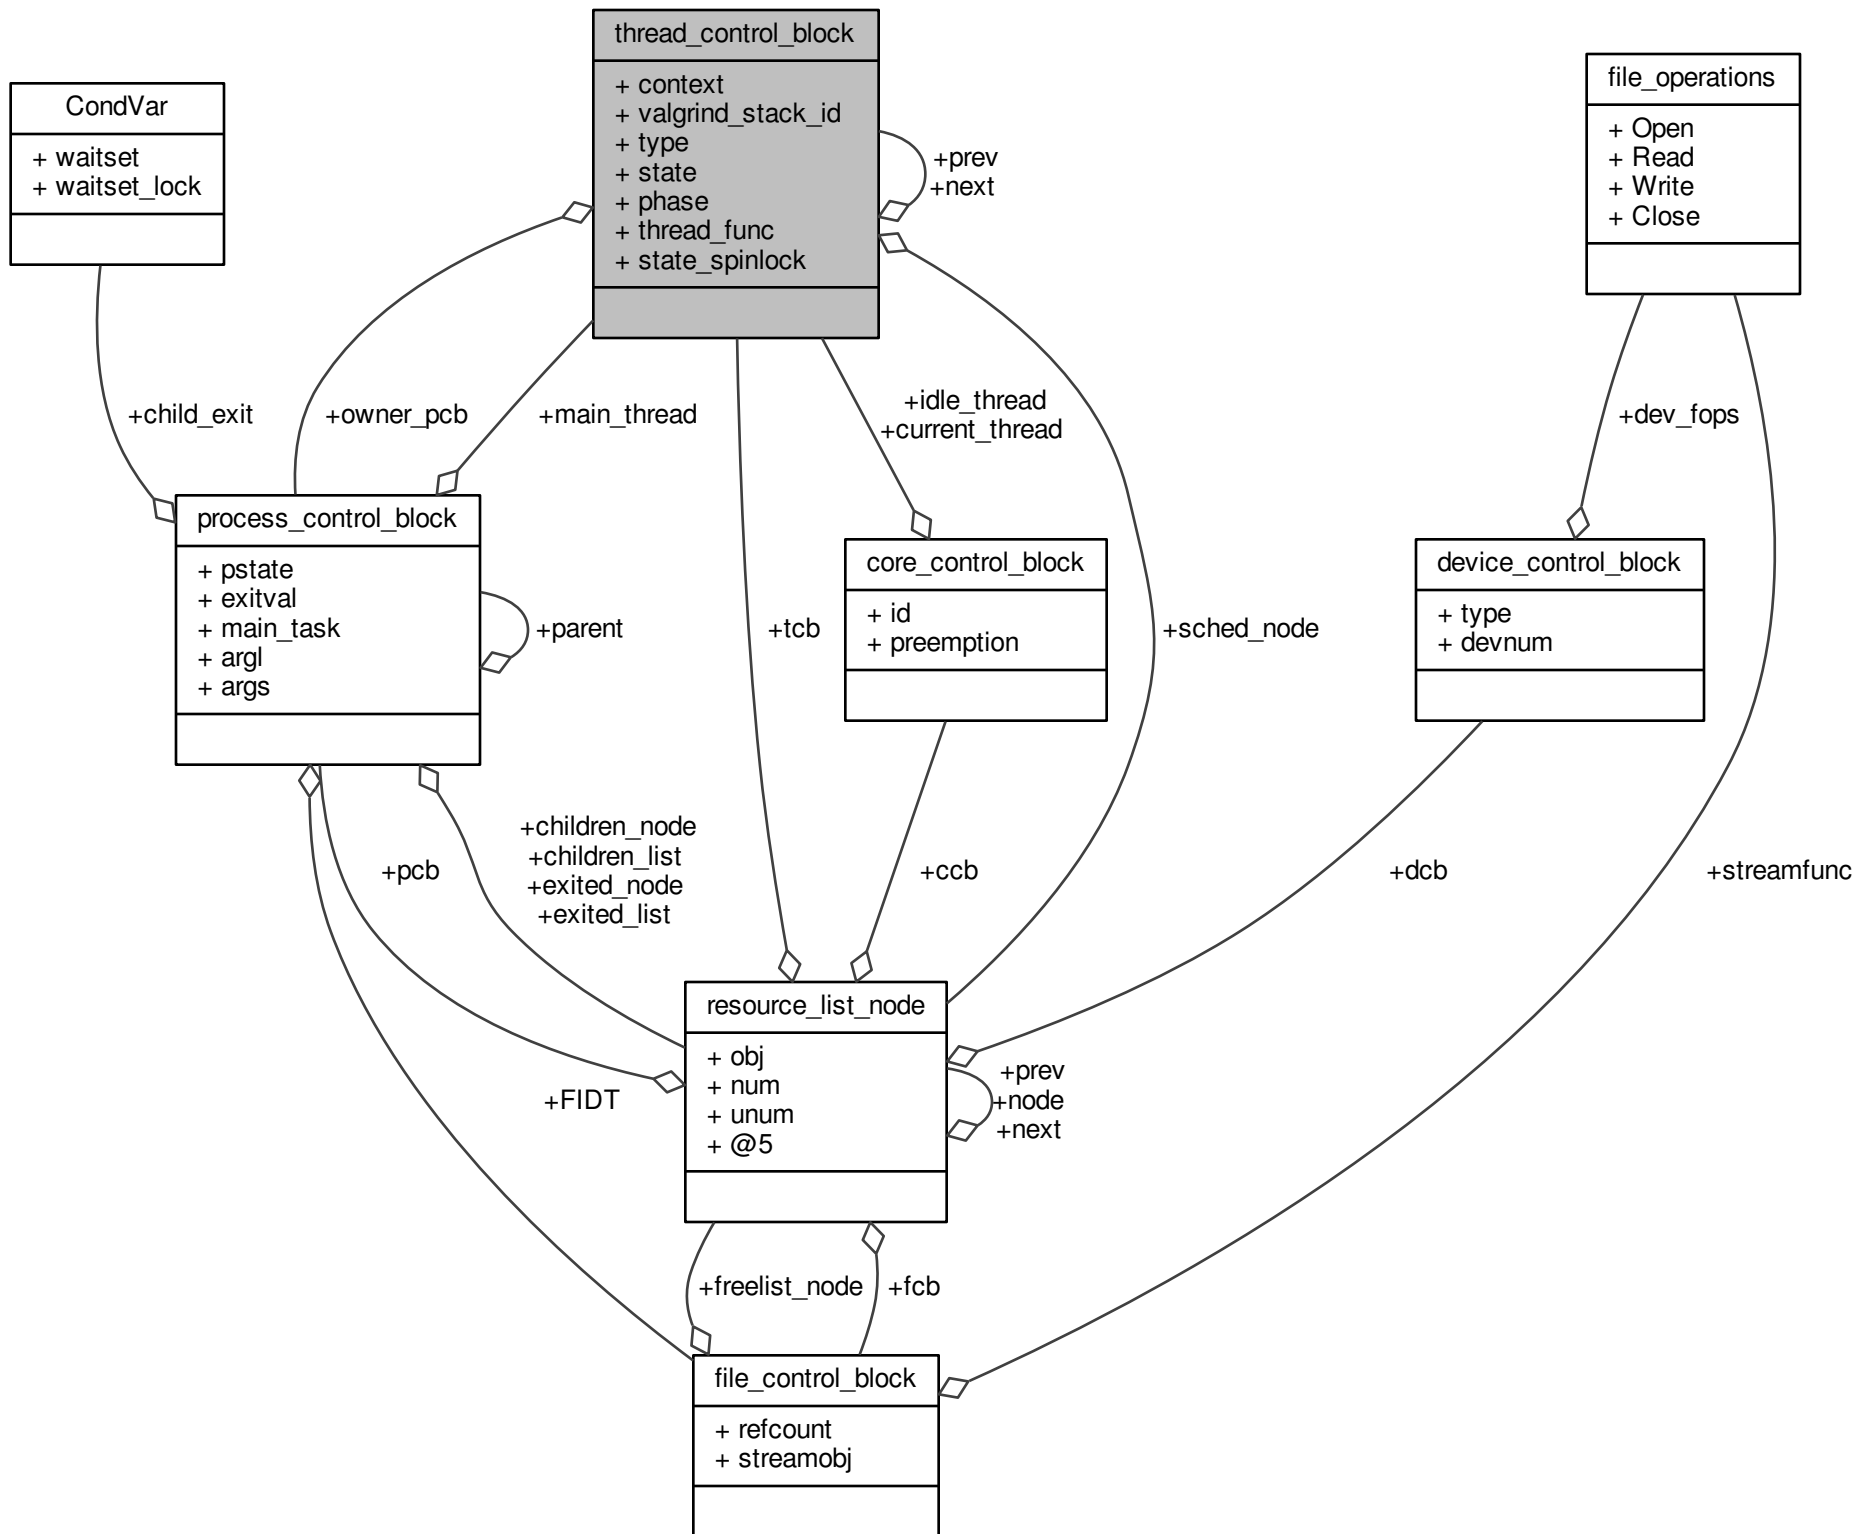 thread_control_block
+ context
+ valgrind_stack_id
+ type
+ state
+ phase
+ thread_func
+ state_spinlock
file_operations
+ Open
+ Read
+ Write
+ Close
CondVar
+ waitset
+ waitset_lock
+prev
+next
+child_exit
+owner_pcb
+main_thread
+idle_thread
+current_thread
+dev_fops
process_control_block
+ pstate
+ exitval
+ main_task
+ argl
+ args
+parent
+tcb
core_control_block
+ id
+ preemption
+sched_node
device_control_block
+ type
+ devnum
+pcb
+children_node
+children_list
+exited_node
+exited_list
+ccb
+dcb
+streamfunc
resource_list_node
+ obj
+ num
+ unum
+ @5
+prev
+node
+next
+FIDT
+freelist_node
+fcb
file_control_block
+ refcount
+ streamobj